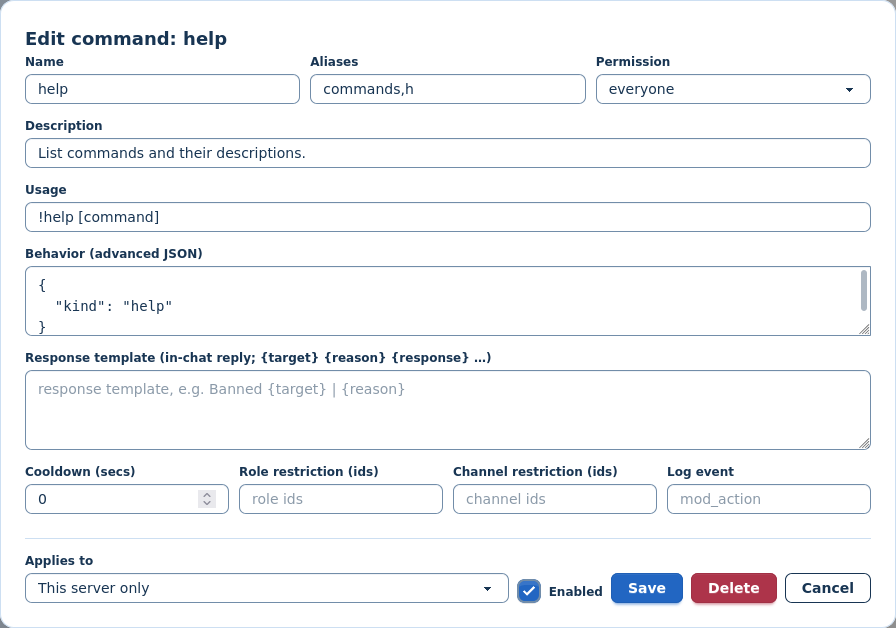 Edit command: help
Name
Aliases
Permission
help
commands,h
everyone
Description
List commands and their descriptions.
Usage
!help [command]
Behavior (advanced JSON)
{
  "kind": "help"
}
Response template (in-chat reply; {target} {reason} {response} …)
response template, e.g. Banned {target} | {reason}
Cooldown (secs)
Role restriction (ids)
Channel restriction (ids)
Log event
0
role ids
channel ids
mod_action
Applies to
This server only
Enabled
Save
Delete
Cancel